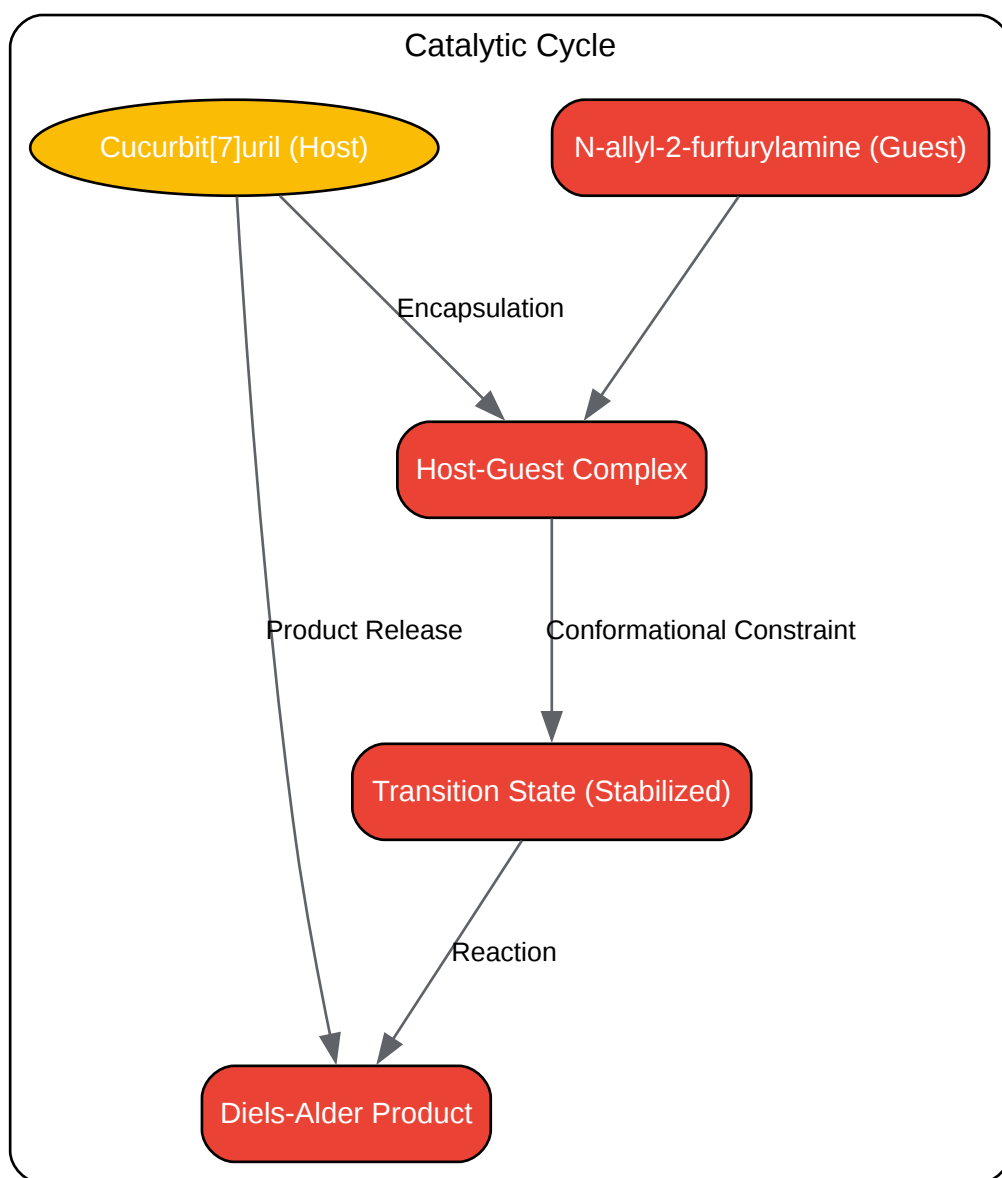 Catalytic Cycle
Cucurbit[7]uril (Host)
N-allyl-2-furfurylamine (Guest)
Encapsulation
Host-Guest Complex
Product Release
Conformational Constraint
Transition State (Stabilized)
Reaction
Diels-Alder Product